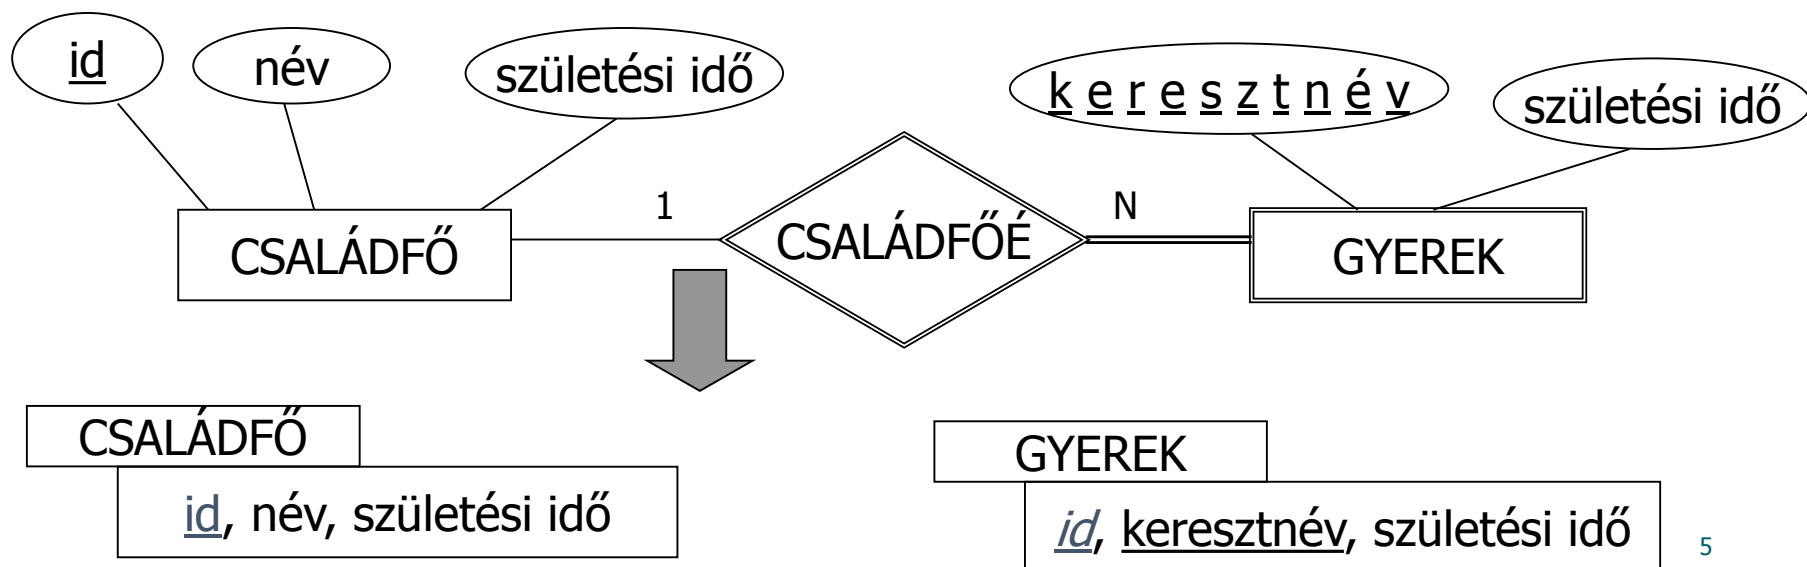 id
név
születési idő
keresztnév
születési idő
CSALÁDFŐ
1
CSALÁDFŐÉ
N
GYEREK
CSALÁDFŐ
id, név, születési idő
GYEREK
id, keresztnév, születési idő
5